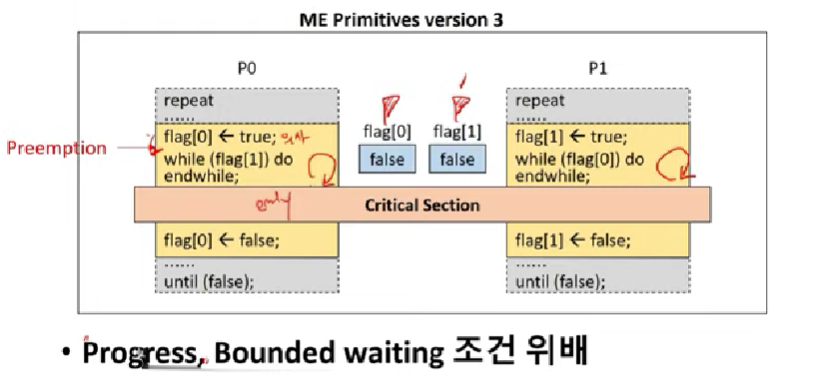 ME Primitives version 3
P0
P1
repeat
......
flag[0] ← true; 의사
while (flag[1]) do
endwhile;
Preemption
flag[0]
flag[1]
false
false
repeat
......
flag[1] ← true;
while (flag[0]) do
endwhile;
Critical Section
flag[0] ← false;
......
until (false);
flag[1] ← false;
......
until (false);
• Progress, Bounded waiting 조건 위배